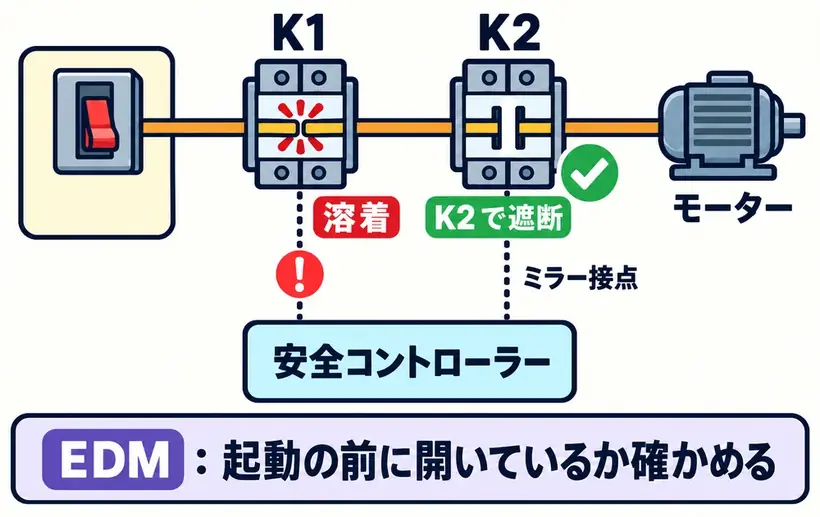 K1
K2
溶着
K2で遮断
モーター
!
ミラー接点
安全コントローラー
EDM:起動の前に開いているか確かめる